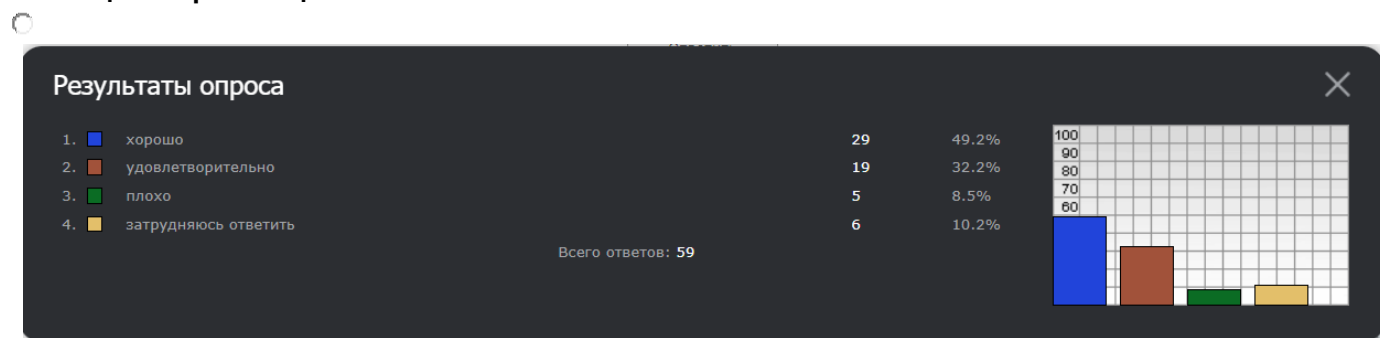 Результаты опроса
1. хорошо 29 49.2%
2. удовлетворительно 19 32.2%
3. плохо 5 8.5%
4. затрудняюсь ответить 6 10.2%
Всего ответов: 59
100
90
80
70
60